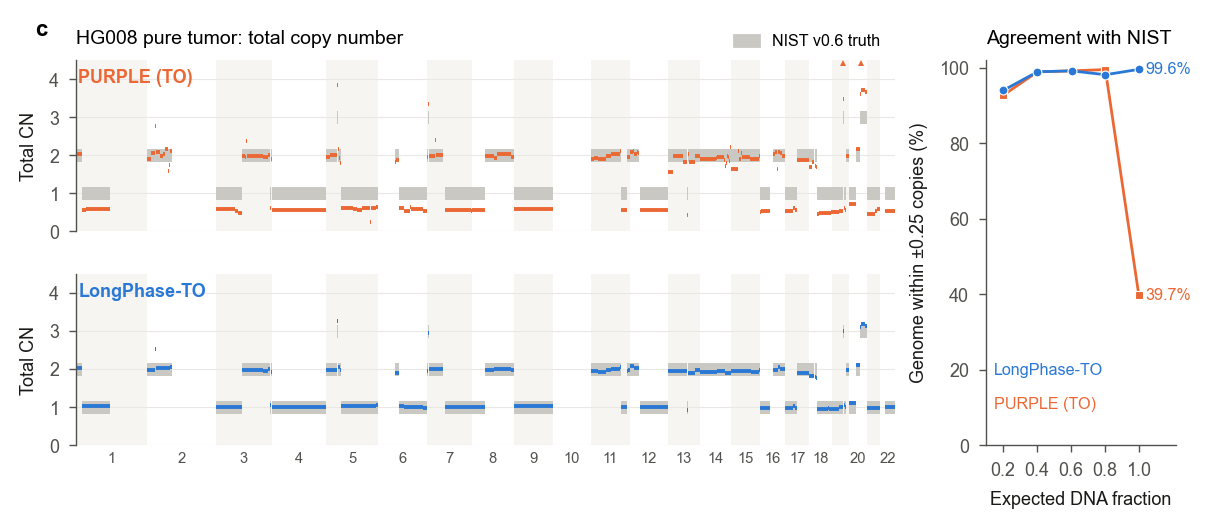 c
HG008 pure tumor: total copy number
NIST v0.6 truth
PURPLE (TO)
Total CN
4
3
2
1
0
LongPhase-TO
Total CN
4
3
2
1
0
1 2 3 4 5 6 7 8 9 10 11 12 13 14 15 16 17 18 20 22
Agreement with NIST
Genome within ±0.25 copies (%)
100
80
60
40
20
0
99.6%
39.7%
LongPhase-TO
PURPLE (TO)
0.2 0.4 0.6 0.8 1.0
Expected DNA fraction